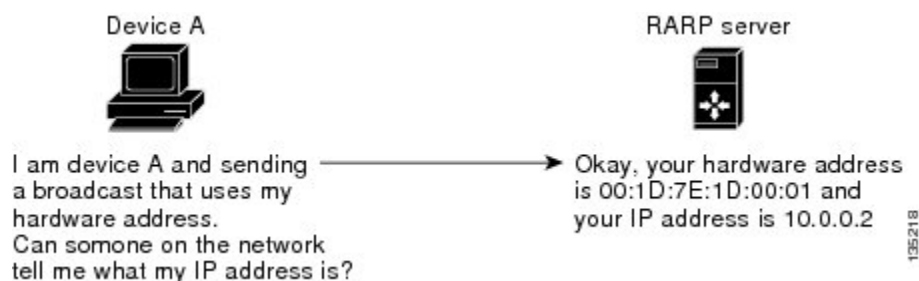 Device A
RARP server
I am device A and sending
a broadcast that uses my
hardware address.
Can somone on the network
tell me what my IP address is?
Okay, your hardware address
is 00:1D:7E:1D:00:01 and
your IP address is 10.0.0.2
135218